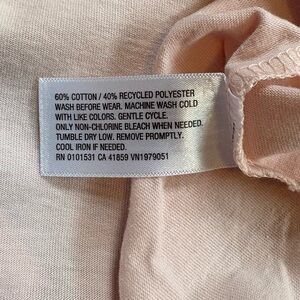 60% COTTON / 40% RECYCLED POLYESTER
WASH BEFORE WEAR. MACHINE WASH COLD
WITH LIKE COLORS. GENTLE CYCLE.
ONLY NON-CHLORINE BLEACH WHEN NEEDED.
TUMBLE DRY LOW. REMOVE PROMPTLY.
COOL IRON IF NEEDED.
RN 0101531 CA 41859 VN1979051